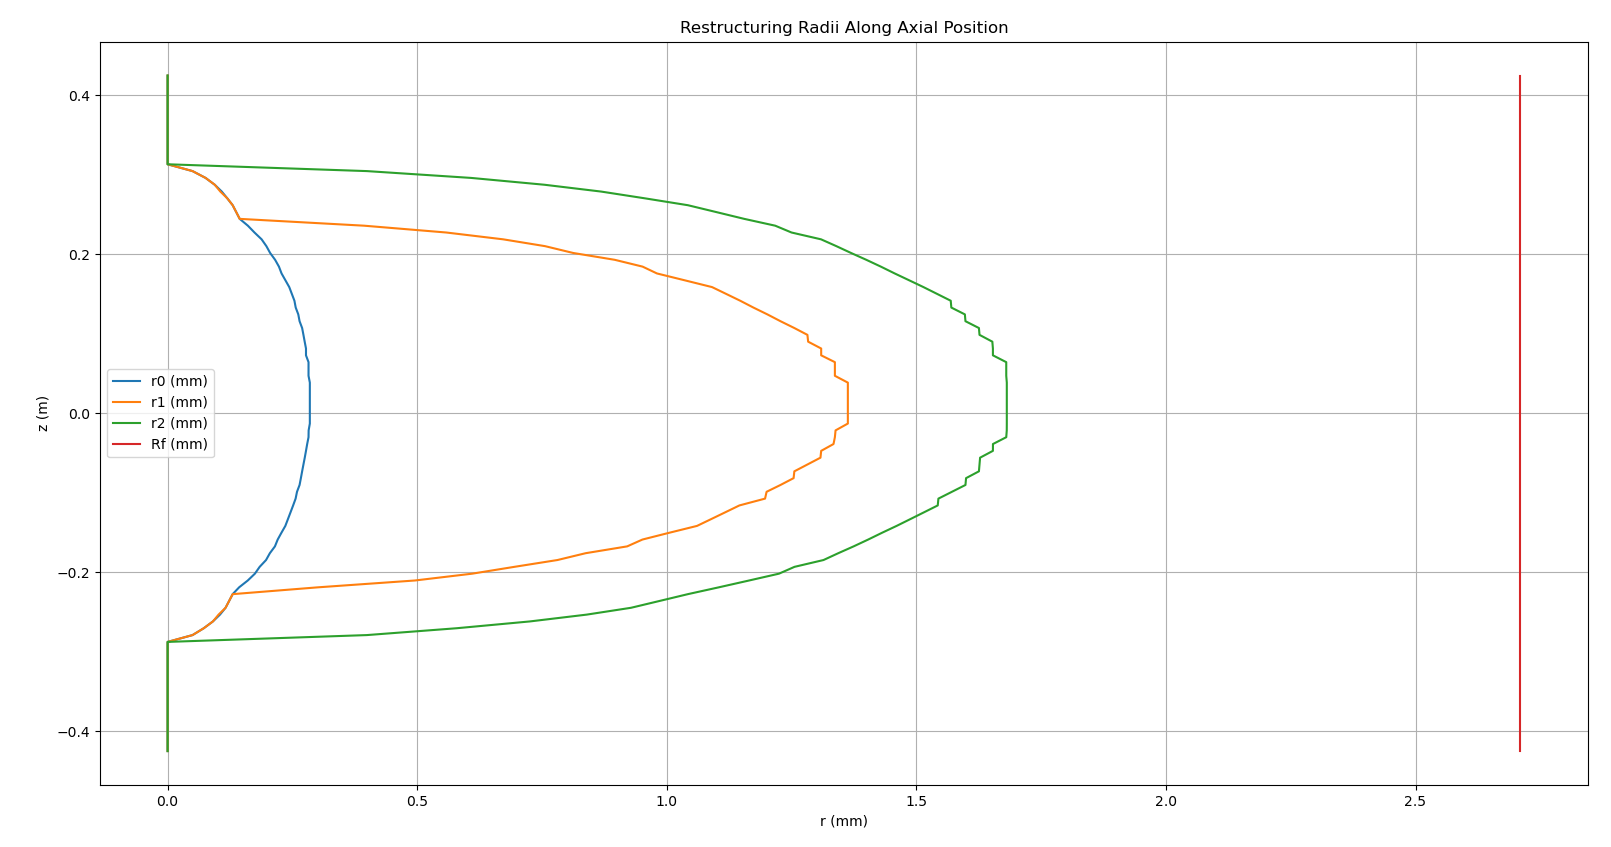 Restructuring Radii Along Axial Position
z (m)
0.4
0.2
0.0
−0.2
−0.4
r0 (mm)
r1 (mm)
r2 (mm)
Rf (mm)
0.0 0.5 1.0 1.5 2.0 2.5
r (mm)